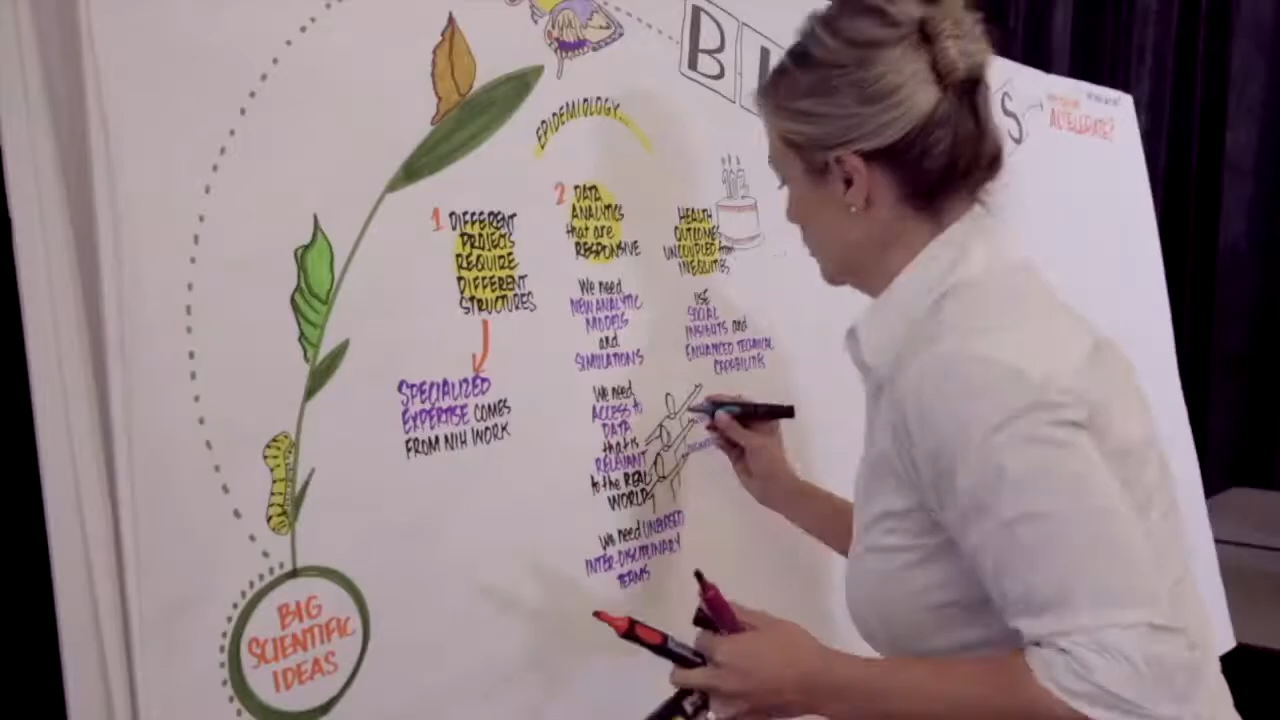 B
S
ACCELERATE?
EPIDEMIOLOGY...
1 DIFFERENT
PROJECTS
REQUIRE
DIFFERENT
STRUCTURES
SPECIALIZED
EXPERTISE COMES
FROM NIH WORK
2 DATA
ANALYTICS
that are
RESPONSIVE
We need
NEW ANALYTIC
MODELS
and
SIMULATIONS
We need
ACCESS to
DATA
that is
RELEVANT
to the REAL
WORLD
We need UNBIASED
INTER-DISCIPLINARY
TEAMS
HEALTH
OUTCOMES
UNCOUPLED from
INEQUITIES
USE
SOCIAL
INSIGHTS and
ENHANCED TECHNICAL
CAPABILITIES
BIG
SCIENTIFIC
IDEAS